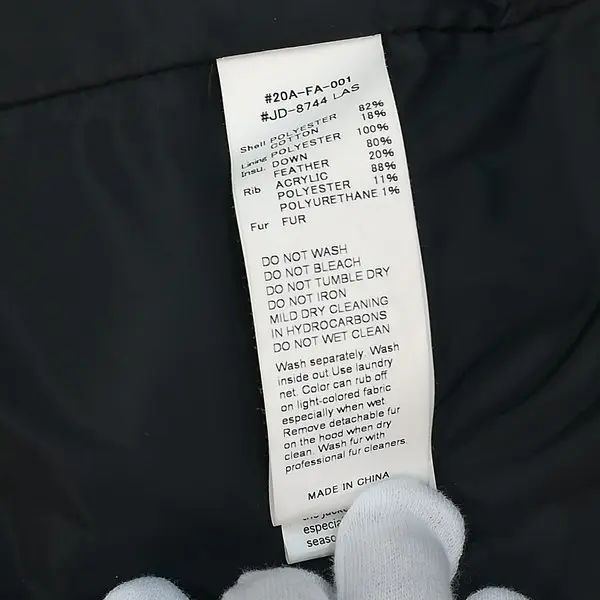 #20A-FA-001
#JD-8744 LAS
Shell POLYESTER 82%
COTTON 18%
Lining POLYESTER 100%
Insu. DOWN 80%
FEATHER 20%
Rib ACRYLIC 88%
POLYESTER 11%
POLYURETHANE 1%
Fur FUR
DO NOT WASH
DO NOT BLEACH
DO NOT TUMBLE DRY
DO NOT IRON
MILD DRY CLEANING
IN HYDROCARBONS
DO NOT WET CLEAN
Wash separately. Wash
inside out Use laundry
net. Color can rub off
on light-colored fabric
especially when wet.
Remove detachable fur
on the hood when dry
clean. Wash fur with
professional fur cleaners.
MADE IN CHINA